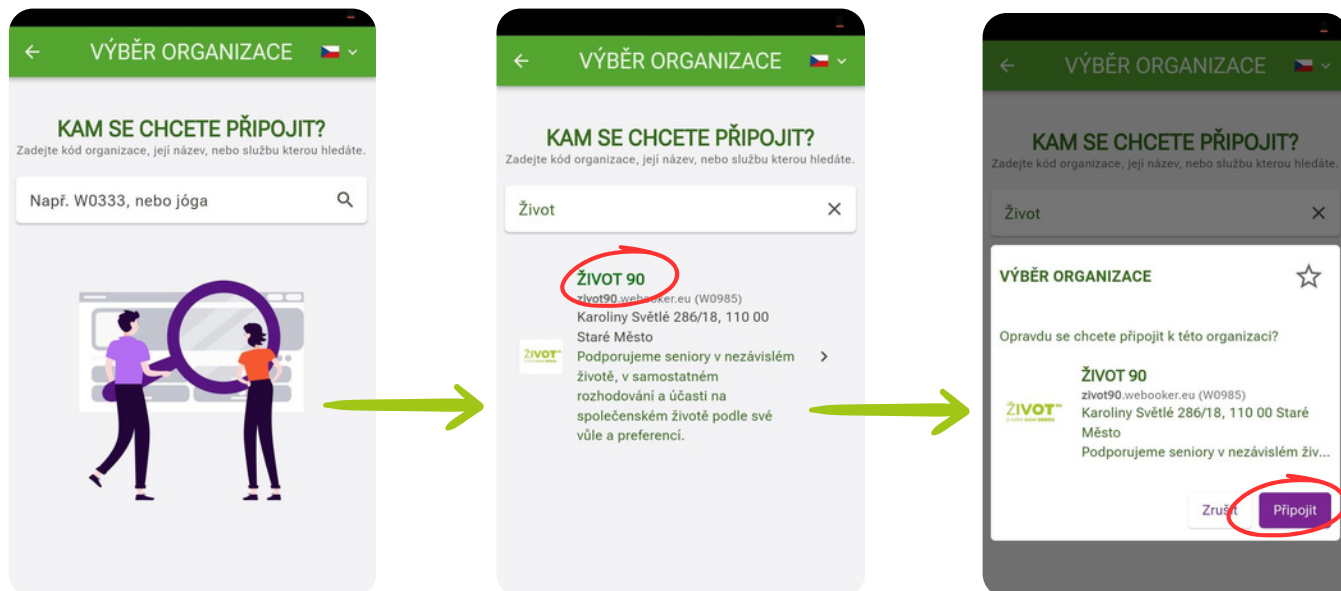 VÝBĚR ORGANIZACE
KAM SE CHCETE PŘIPOJIT?
Zadejte kód organizace, její název, nebo službu kterou hledáte.
Např. W0333, nebo jóga
VÝBĚR ORGANIZACE
KAM SE CHCETE PŘIPOJIT?
Zadejte kód organizace, její název, nebo službu kterou hledáte.
Život
ŽIVOT 90
zivot90.webooker.eu (W0985)
Karoliny Světlé 286/18, 110 00
Staré Město
ŽIVOT 90
Podporujeme seniory v nezávislém
životě, v samostatném
rozhodování a účasti na
společenském životě podle své
vůle a preferencí.
VÝBĚR ORGANIZACE
KAM SE CHCETE PŘIPOJIT?
Zadejte kód organizace, její název, nebo službu kterou hledáte.
Život
VÝBĚR ORGANIZACE
Opravdu se chcete připojit k této organizaci?
ŽIVOT 90
zivot90.webooker.eu (W0985)
ŽIVOT 90
Karoliny Světlé 286/18, 110 00 Staré
Město
Podporujeme seniory v nezávislém živ...
Zrušit
Připojit